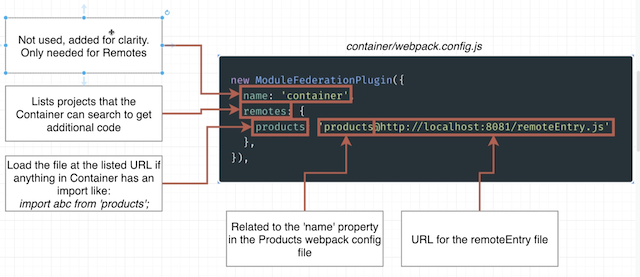 container/webpack.config.js
Not used, added for clarity.
Only needed for Remotes
Lists projects that the
Container can search to get
additional code
Load the file at the listed URL if
anything in Container has an
import like:
import abc from 'products';
new ModuleFederationPlugin({
name: 'container',
remotes: {
products 'products@http://localhost:8081/remoteEntry.js'
},
}),
Related to the 'name' property
in the Products webpack config
file
URL for the remoteEntry file